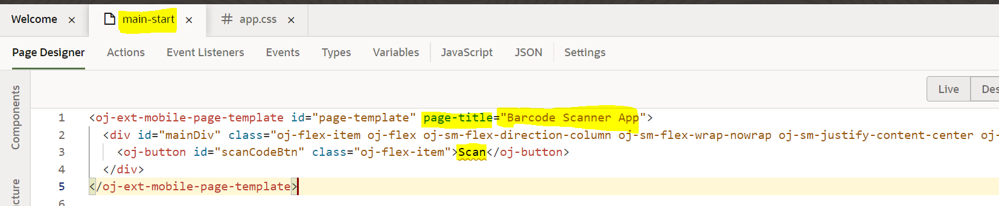 Welcome × main-start × # app.css ×
Page Designer Actions Event Listeners Events Types Variables JavaScript JSON Settings
Components
Live Des
1 <oj-ext-mobile-page-template id="page-template" page-title="Barcode Scanner App">
2 <div id="mainDiv" class="oj-flex-item oj-flex oj-sm-flex-direction-column oj-sm-flex-wrap-nowrap oj-sm-justify-content-center oj-
3 <oj-button id="scanCodeBtn" class="oj-flex-item">Scan</oj-button>
4 </div>
5 </oj-ext-mobile-page-template>
6
cture